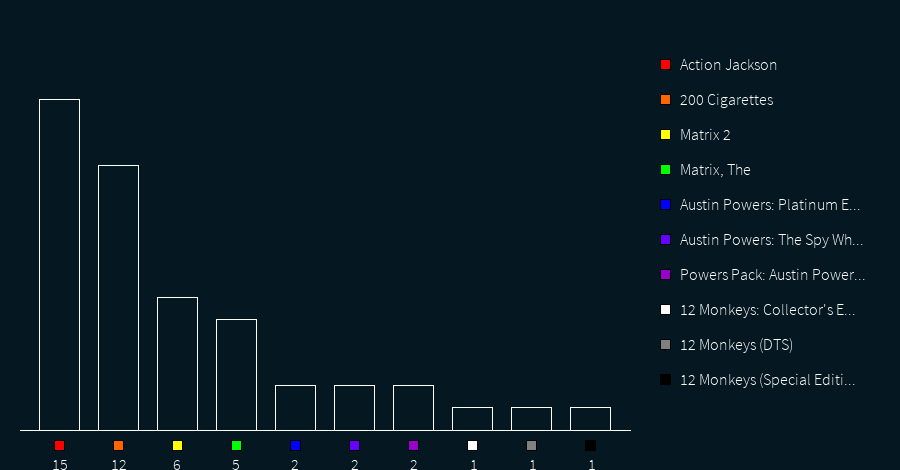 Action Jackson
200 Cigarettes
Matrix 2
Matrix, The
Austin Powers: Platinum E...
Austin Powers: The Spy Wh...
Powers Pack: Austin Power...
12 Monkeys: Collector's E...
12 Monkeys (DTS)
12 Monkeys (Special Editi...
15 12 6 5 2 2 2 1 1 1